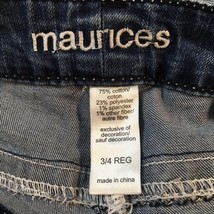 maurices
75% cotton/
coton
23% polyester
1% spandex
1% other fiber/
autre fibre
exclusive of
decoration/
sauf décoration
3/4 REG
made in china